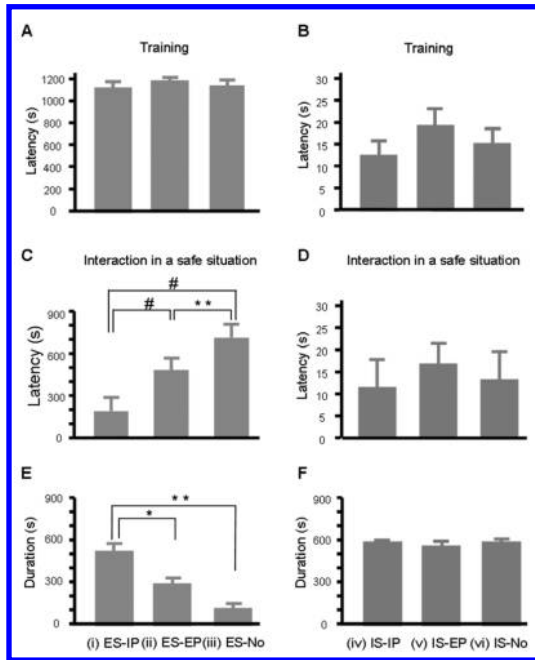 A
Training
Latency (s)
1200
1000
800
600
400
200
0
B
Training
Latency (s)
30
25
20
15
10
5
0
C
Interaction in a safe situation
#
# **
Latency (s)
900
600
300
0
D
Interaction in a safe situation
Latency (s)
30
25
20
15
10
5
0
E
**
*
Duration (s)
900
600
300
0
(i) ES-IP (ii) ES-EP (iii) ES-No
F
Duration (s)
900
600
300
0
(iv) IS-IP (v) IS-EP (vi) IS-No